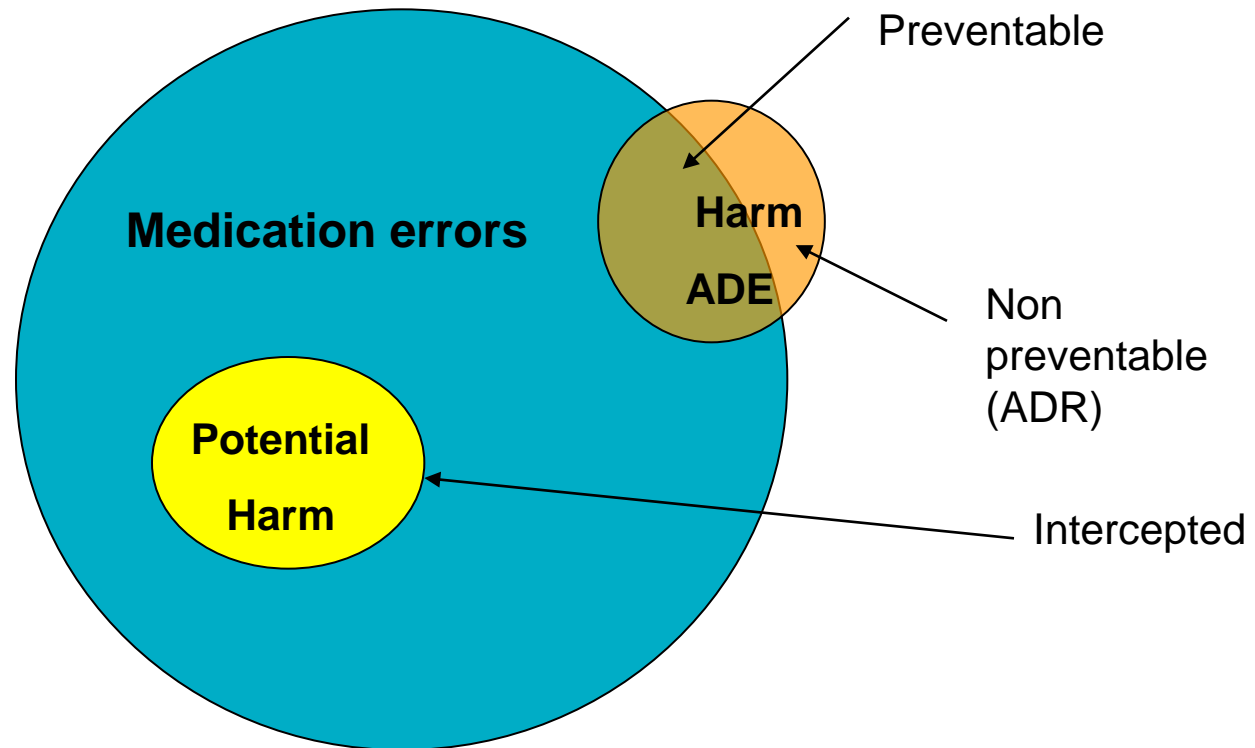 Preventable
Medication errors
Harm
ADE
Non
preventable
(ADR)
Potential
Harm
Intercepted